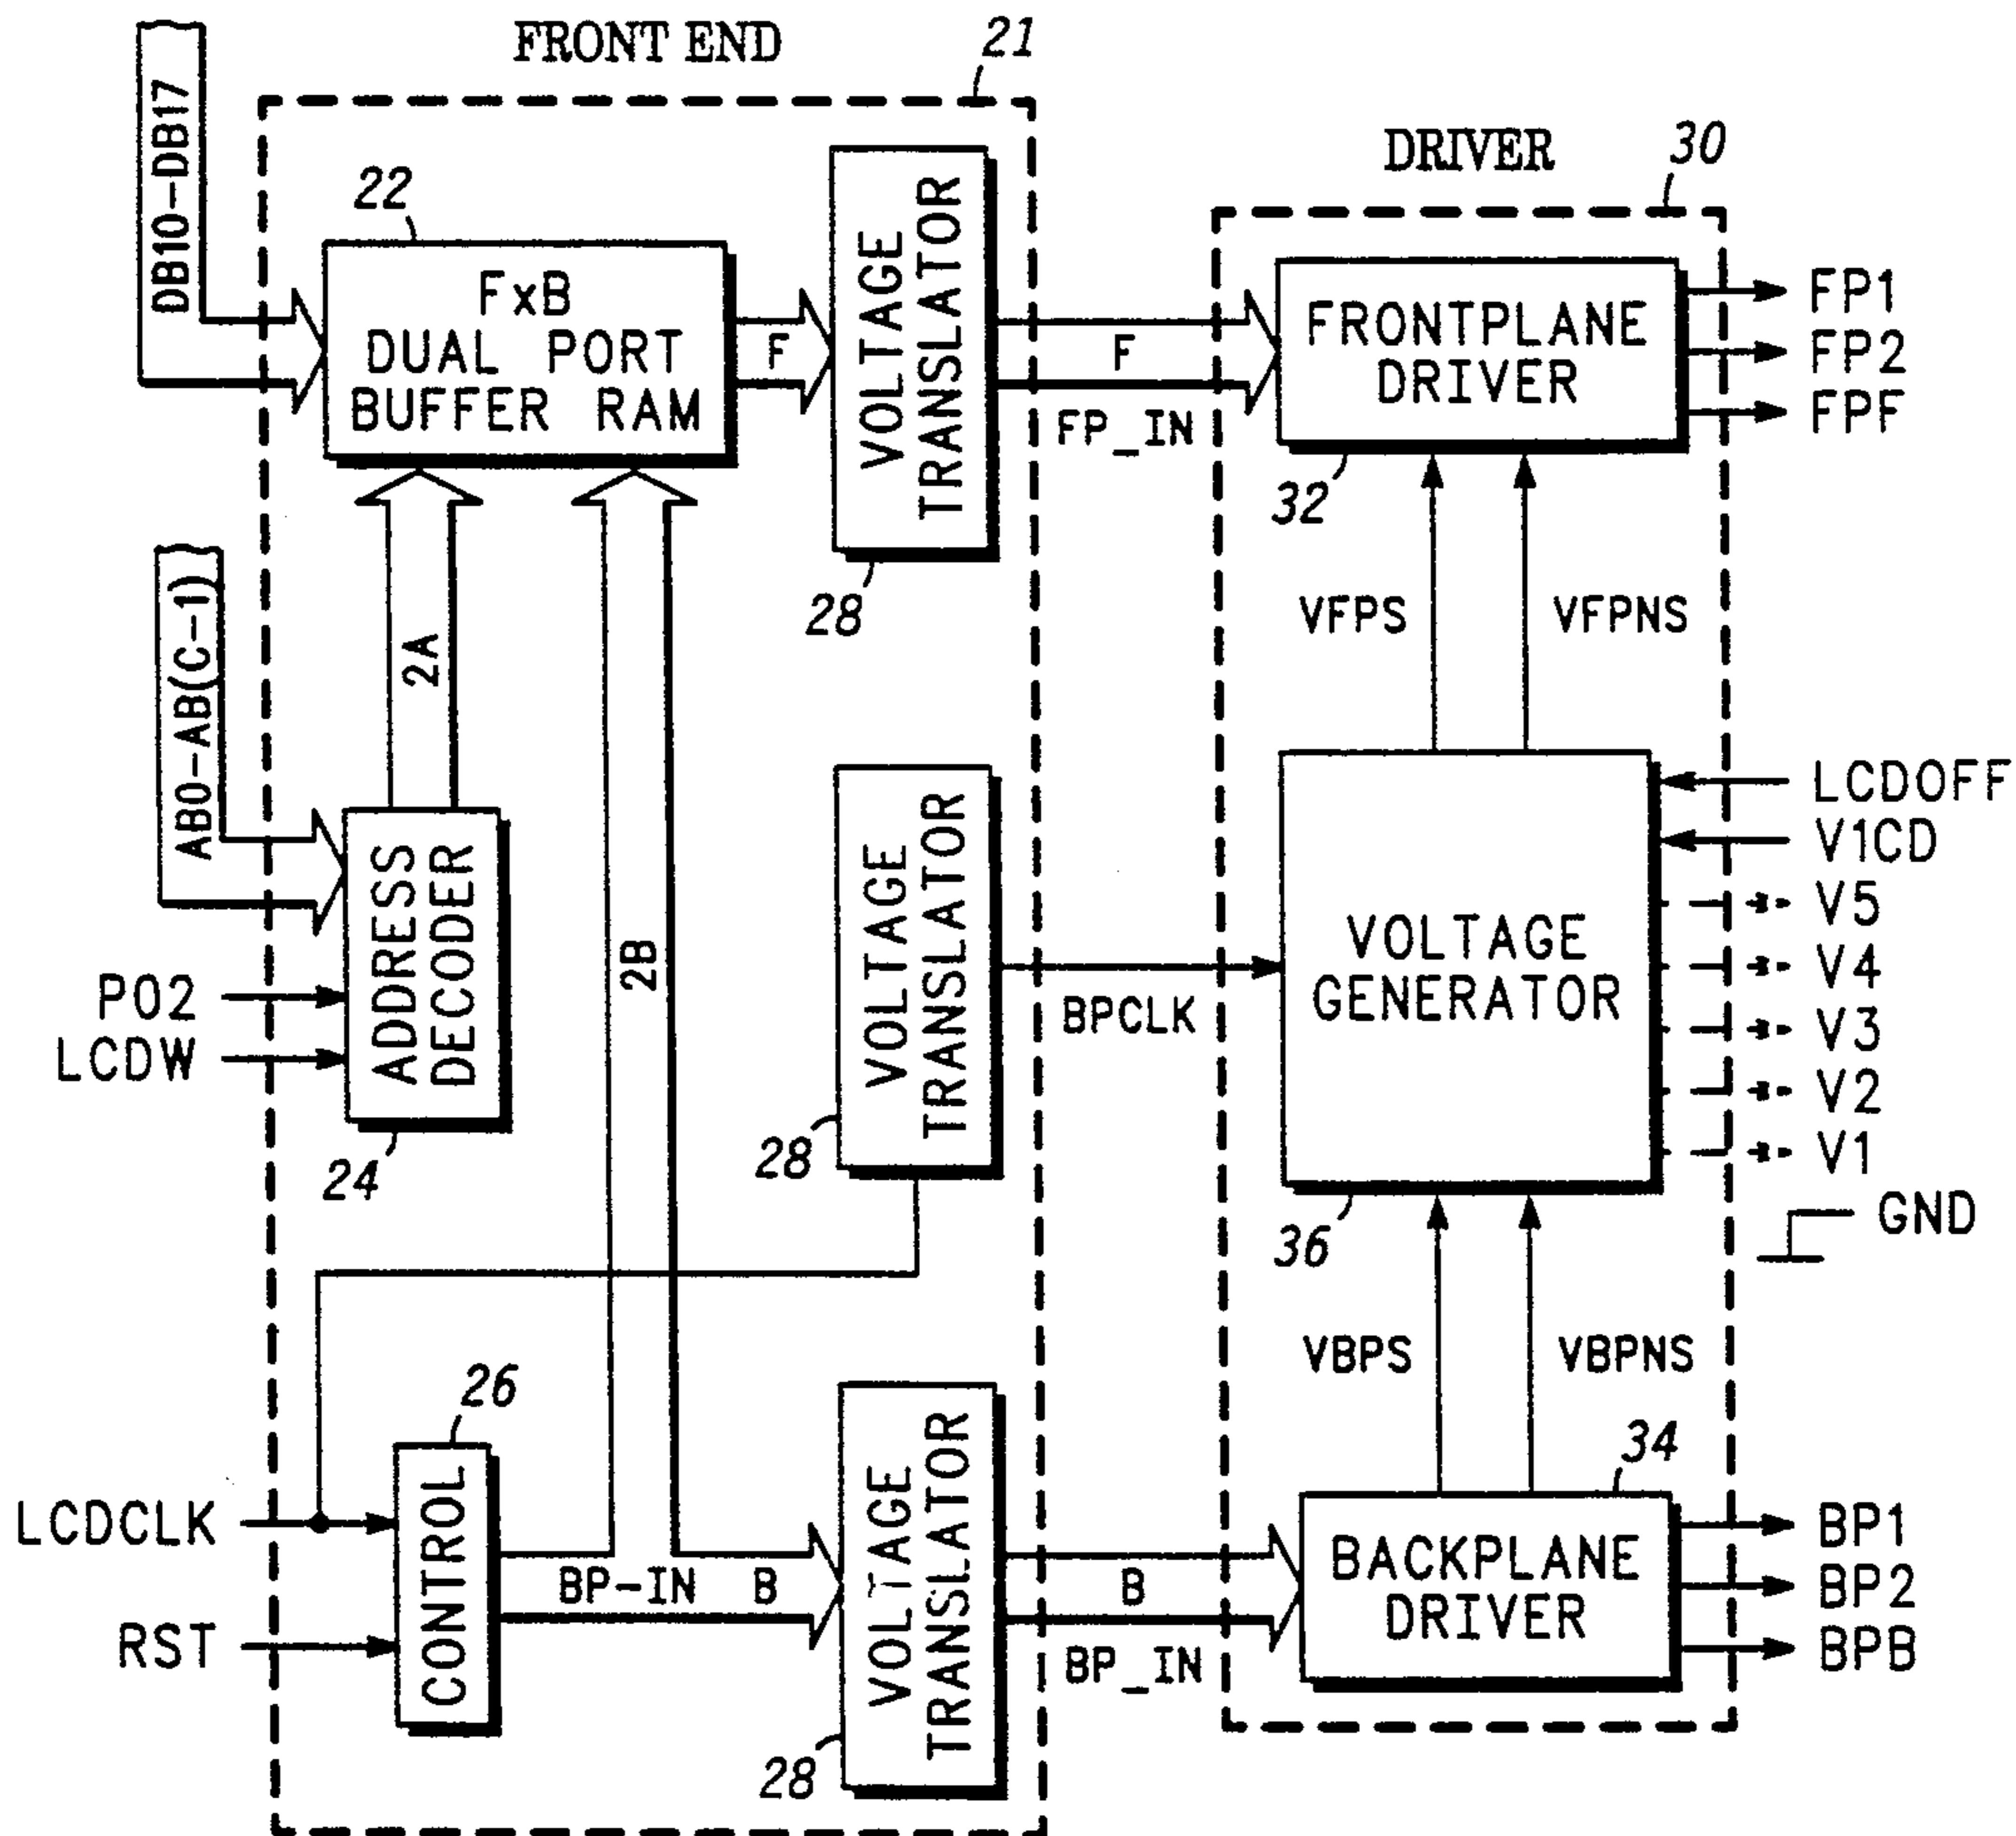 FRONT END
21
DB10-DB17
22
FxB
DUAL PORT
BUFFER RAM
F
VOLTAGE
TRANSLATOR
28
F
FP_IN
DRIVER
30
FRONTPLANE
DRIVER
32
FP1
FP2
FPF
AB0-AB(C-1)
2A
2B
VFPS
VFPNS
ADDRESS
DECODER
24
P02
LCDW
VOLTAGE
TRANSLATOR
28
BPCLK
VOLTAGE
GENERATOR
36
LCDOFF
V1CD
V5
V4
V3
V2
V1
GND
VBPS
VBPNS
LCDCLK
RST
26
CONTROL
BP-IN B
VOLTAGE
TRANSLATOR
28
B
BP_IN
34
BACKPLANE
DRIVER
BP1
BP2
BPB